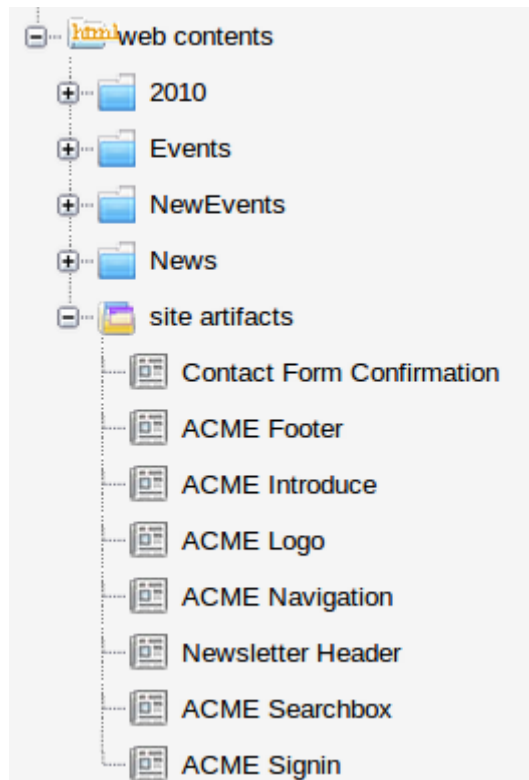 html web contents
2010
Events
NewEvents
News
site artifacts
Contact Form Confirmation
ACME Footer
ACME Introduce
ACME Logo
ACME Navigation
Newsletter Header
ACME Searchbox
ACME Signin